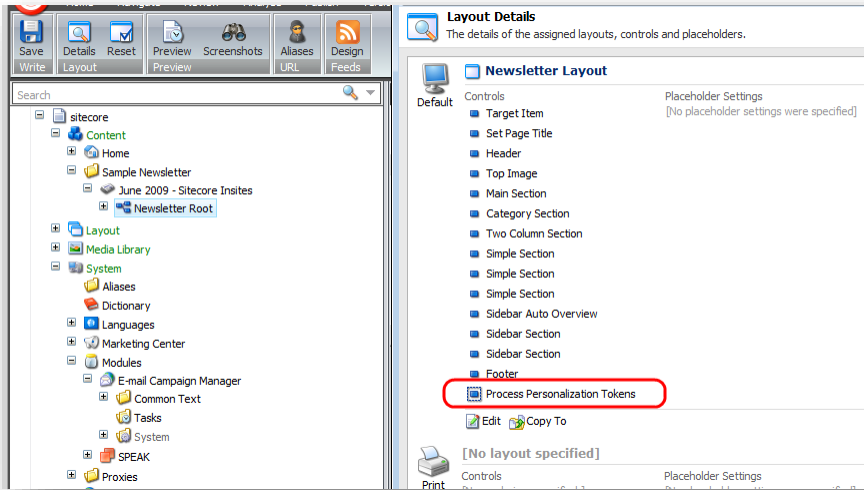 Save
Details
Reset
Preview
Screenshots
Aliases
Design
Write
Layout
Preview
URL
Feeds
Search
sitecore
Content
Home
Sample Newsletter
June 2009 - Sitecore Insites
Newsletter Root
Layout
Media Library
System
Aliases
Dictionary
Languages
Marketing Center
Modules
E-mail Campaign Manager
Common Text
Tasks
System
SPEAK
Proxies
Layout Details
The details of the assigned layouts, controls and placeholders.
Default
Newsletter Layout
Controls
Placeholder Settings
[No placeholder settings were specified]
Target Item
Set Page Title
Header
Top Image
Main Section
Category Section
Two Column Section
Simple Section
Simple Section
Simple Section
Sidebar Auto Overview
Sidebar Section
Sidebar Section
Footer
Process Personalization Tokens
Edit
Copy To
Print
[No layout specified]
Controls
Placeholder Settings